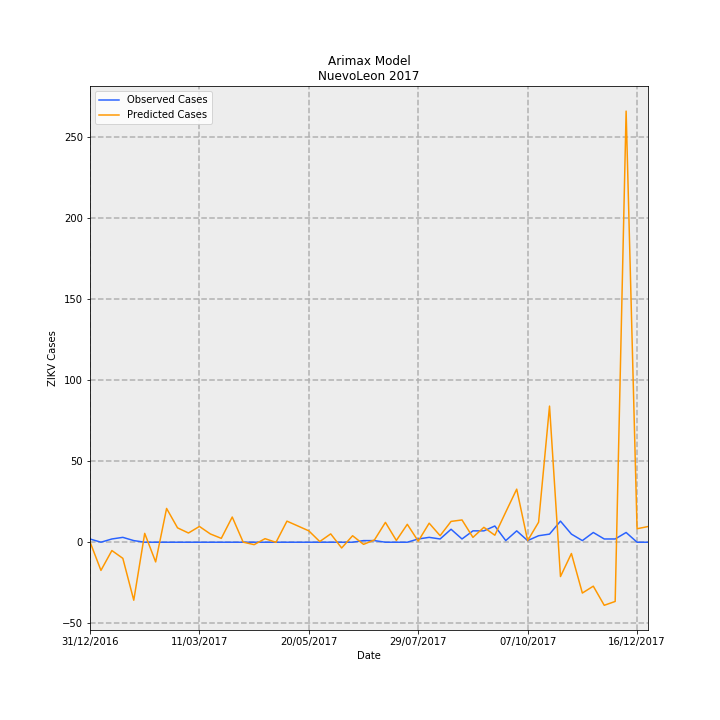 Arimax Model
NuevoLeon 2017
Observed Cases
Predicted Cases
250
200
150
100
50
0
−50
ZIKV Cases
31/12/2016 11/03/2017 20/05/2017 29/07/2017 07/10/2017 16/12/2017
Date